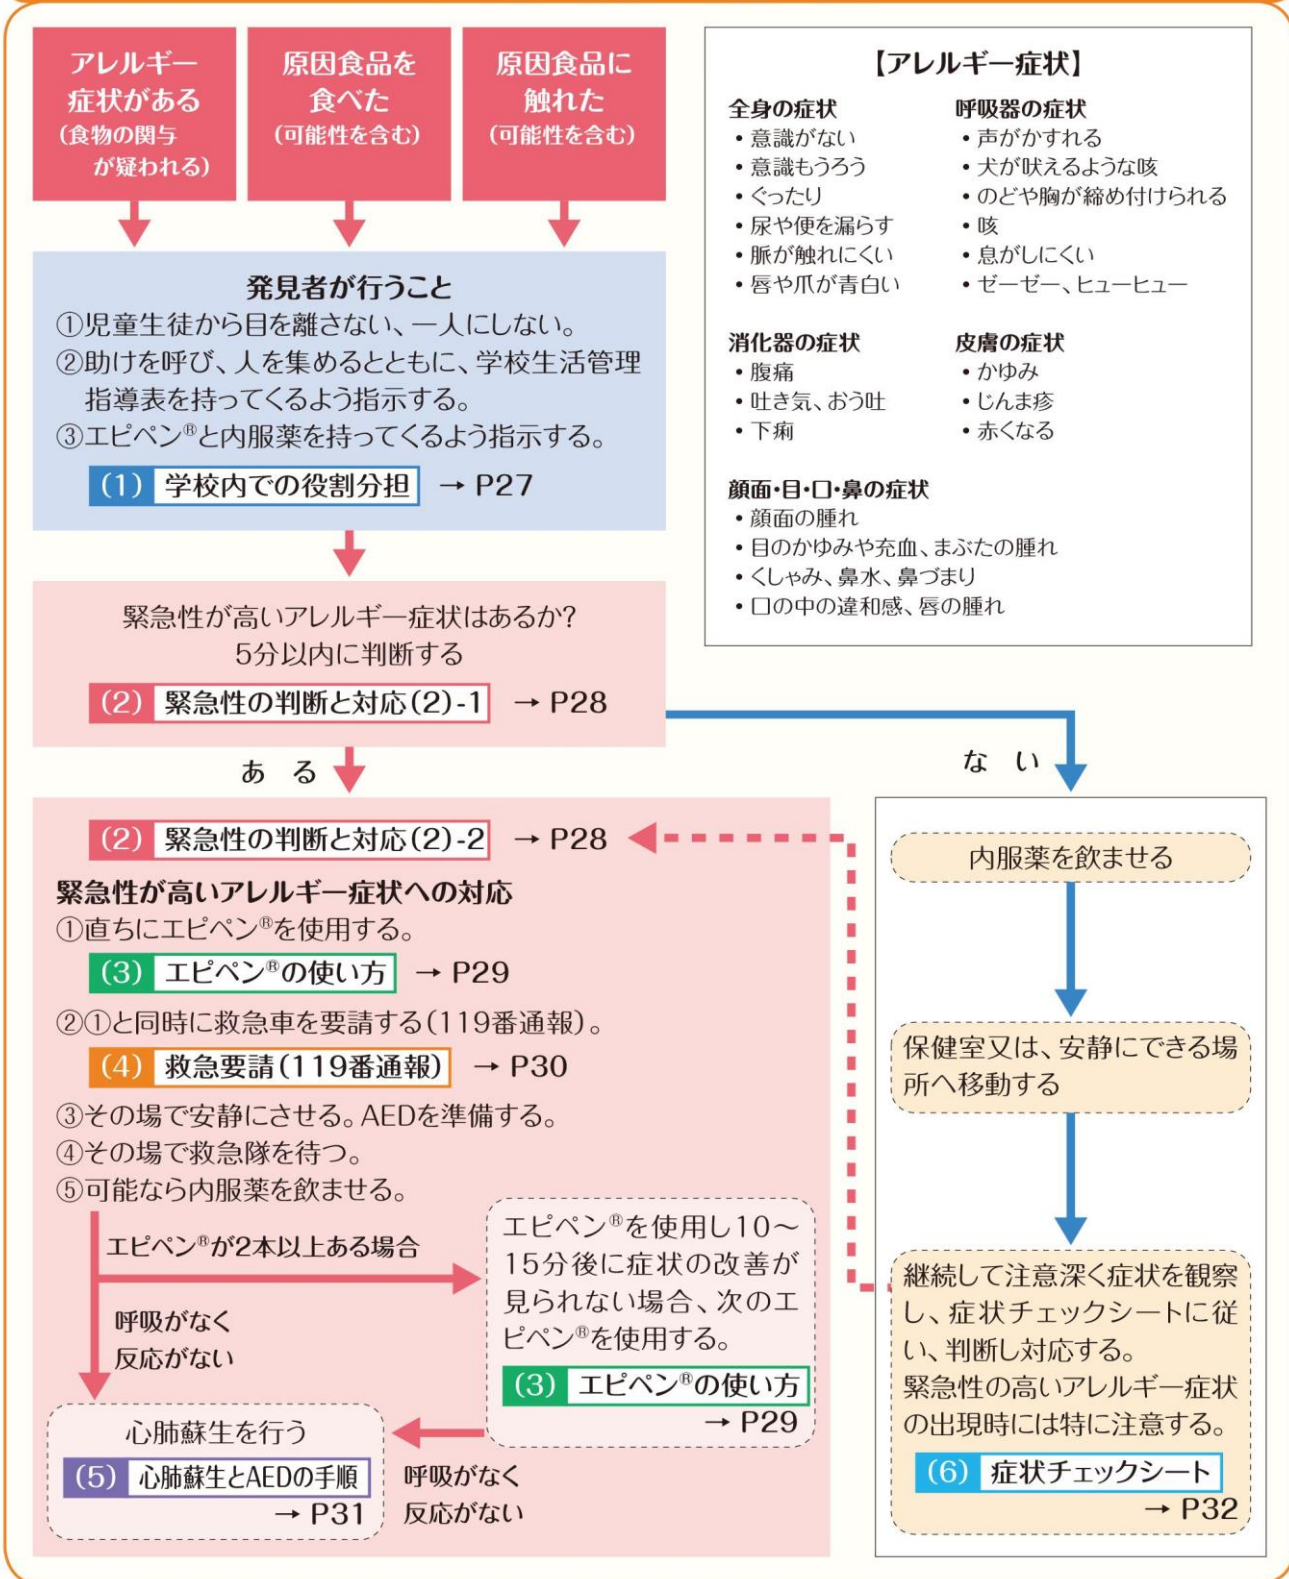 アレルギー
症状がある
(食物の関与
が疑われる)
原因食品を
食べた
(可能性を含む)
原因食品に
触れた
(可能性を含む)
【アレルギー症状】
全身の症状
・意識がない
・意識もうろう
・ぐったり
・尿や便を漏らす
・脈が触れにくい
・唇や爪が青白い
呼吸器の症状
・声がかすれる
・犬が吠えるような咳
・のどや胸が締め付けられる
・咳
・息がしにくい
・ゼーゼー、ヒューヒュー
消化器の症状
・腹痛
・吐き気、おう吐
・下痢
皮膚の症状
・かゆみ
・じんま疹
・赤くなる
顔面・目・口・鼻の症状
・顔面の腫れ
・目のかゆみや充血、まぶたの腫れ
・くしゃみ、鼻水、鼻づまり
・口の中の違和感、唇の腫れ
発見者が行うこと
①児童生徒から目を離さない、一人にしない。
②助けを呼び、人を集めるとともに、学校生活管理
指導表を持ってくるよう指示する。
③エピペン®と内服薬を持ってくるよう指示する。
(1) 学校内での役割分担 → P27
緊急性が高いアレルギー症状はあるか?
5分以内に判断する
(2) 緊急性の判断と対応(2)-1 → P28
ある
ない
(2) 緊急性の判断と対応(2)-2 → P28
緊急性が高いアレルギー症状への対応
①直ちにエピペン®を使用する。
(3) エピペン®の使い方 → P29
②①と同時に救急車を要請する(119番通報)。
(4) 救急要請(119番通報) → P30
③その場で安静にさせる。AEDを準備する。
④その場で救急隊を待つ。
⑤可能なら内服薬を飲ませる。
エピペン®が2本以上ある場合
呼吸がなく
反応がない
エピペン®を使用し10〜
15分後に症状の改善が
見られない場合、次のエ
ピペン®を使用する。
(3) エピペン®の使い方
→ P29
心肺蘇生を行う
(5) 心肺蘇生とAEDの手順
→ P31
呼吸がなく
反応がない
内服薬を飲ませる
保健室又は、安静にできる場
所へ移動する
継続して注意深く症状を観察
し、症状チェックシートに従
い、判断し対応する。
緊急性の高いアレルギー症状
の出現時には特に注意する。
(6) 症状チェックシート
→ P32